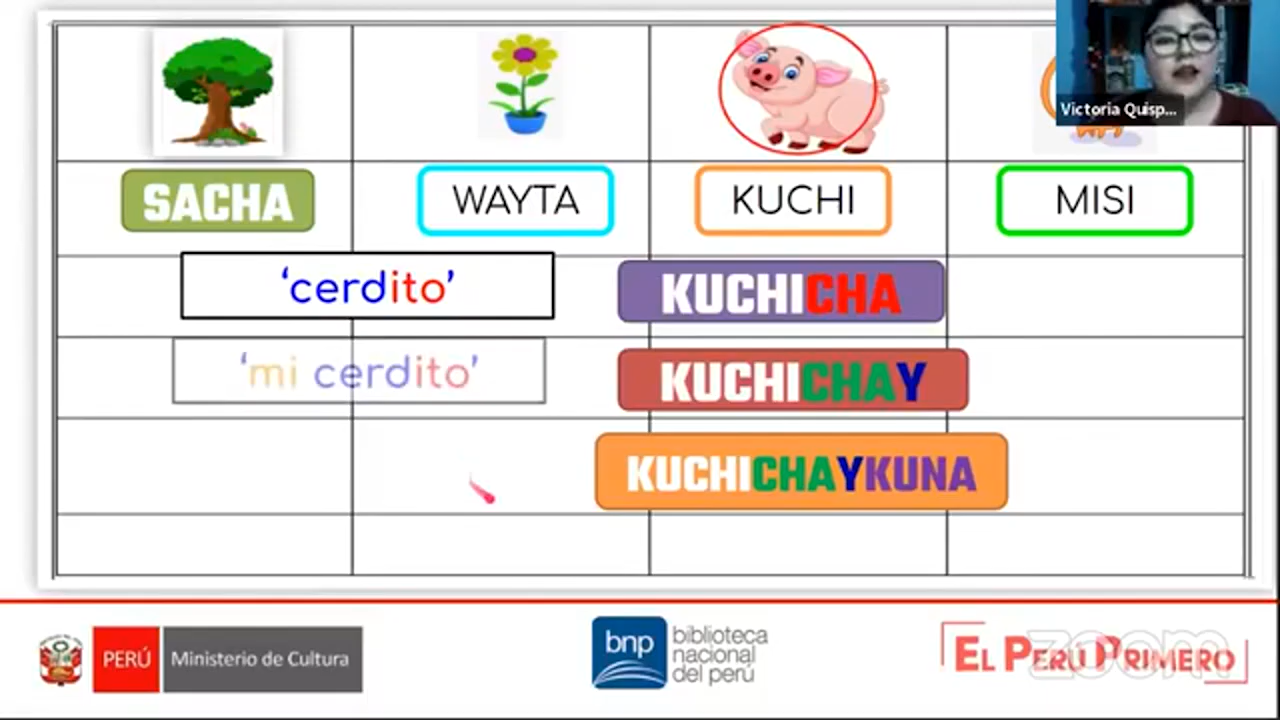 Victoria Quisp...
SACHA
WAYTA
KUCHI
MISI
‘cerdito’
KUCHICHA
‘mi cerdito’
KUCHICHAY
KUCHICHAYKUNA
PERÚ
Ministerio de Cultura
bnp
biblioteca
nacional
del perú
EL PERÚ PRIMERO
zoom